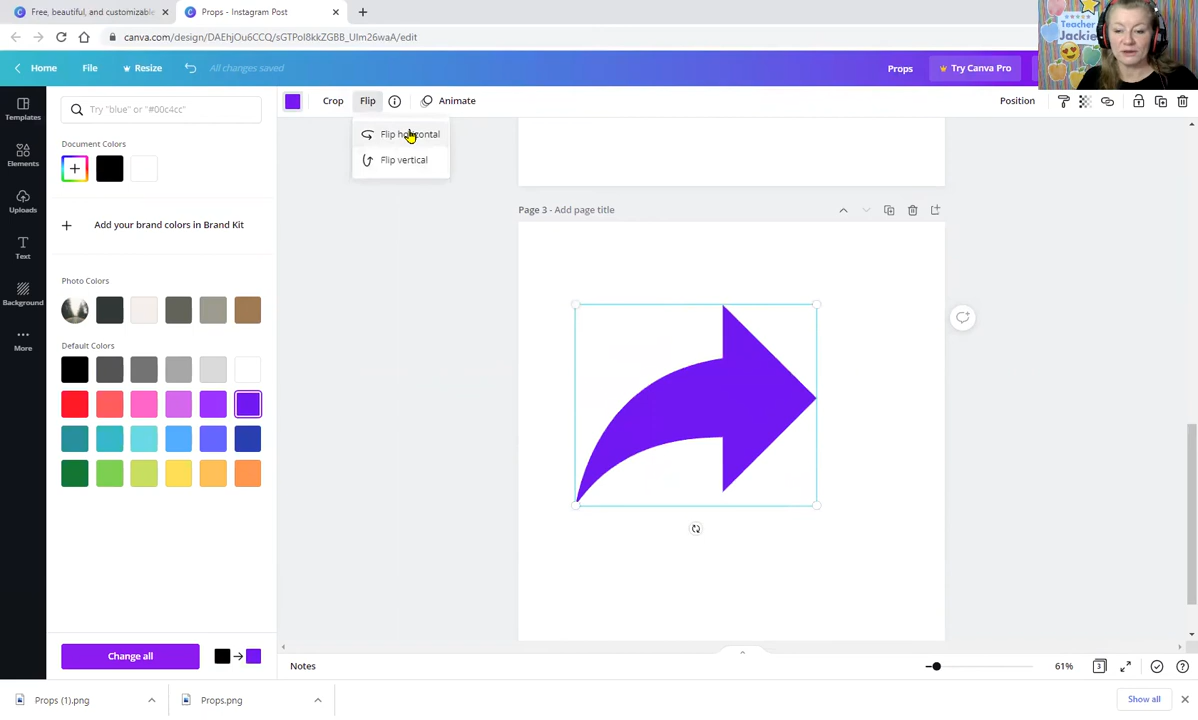 Free, beautiful, and customizable
Props - Instagram Post
canva.com/design/DAEhjOu6CCQ/sGTPol8kkZGBB_UIm26waA/edit
Home
File
Resize
All changes saved
Props
Try Canva Pro
Teacher
Jackie
Templates
Elements
Uploads
Text
Background
More
Try "blue" or "#00c4cc"
Document Colors
Add your brand colors in Brand Kit
Photo Colors
Default Colors
Change all
Crop
Flip
Animate
Position
Flip horizontal
Flip vertical
Page 3 - Add page title
Notes
61%
3
Props (1).png
Props.png
Show all